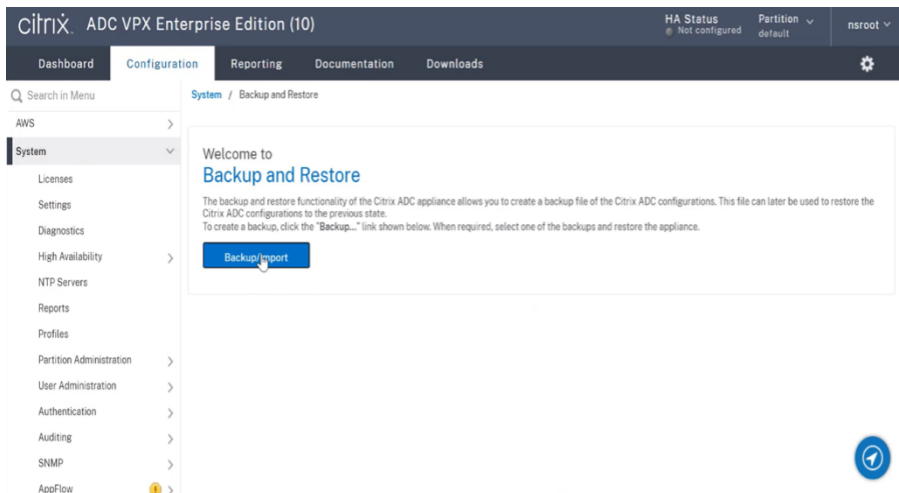 citrix. ADC VPX Enterprise Edition (10)
HA Status
Not configured
Partition
default
nsroot
Dashboard Configuration Reporting Documentation Downloads
Search in Menu
System / Backup and Restore
AWS
System
Licenses
Settings
Diagnostics
High Availability
NTP Servers
Reports
Profiles
Partition Administration
User Administration
Authentication
Auditing
SNMP
AppFlow
Welcome to
Backup and Restore
The backup and restore functionality of the Citrix ADC appliance allows you to create a backup file of the Citrix ADC configurations. This file can later be used to restore the
Citrix ADC configurations to the previous state.
To create a backup, click the "Backup..." link shown below. When required, select one of the backups and restore the appliance.
Backup/Import